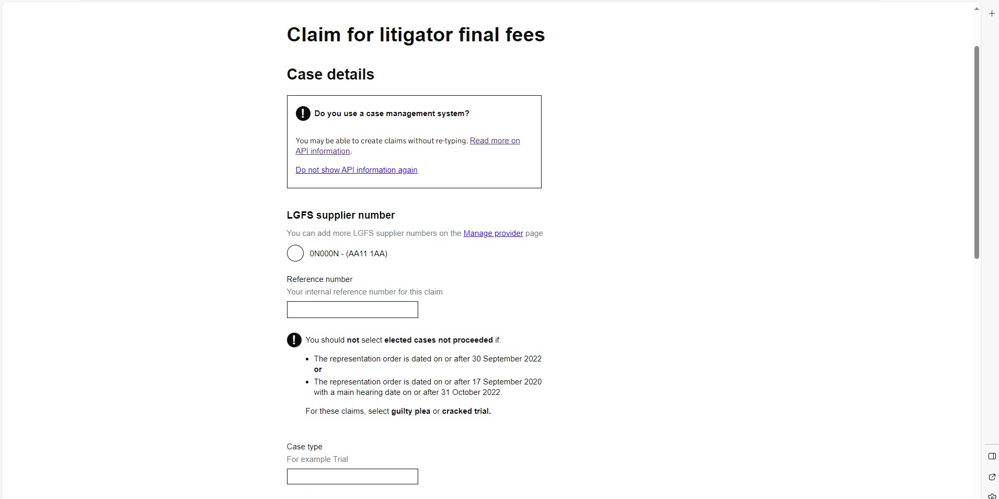 Claim for litigator final fees
Case details
! Do you use a case management system?
You may be able to create claims without re-typing. Read more on
API information.
Do not show API information again
LGFS supplier number
You can add more LGFS supplier numbers on the Manage provider page
0N000N - (AA11 1AA)
Reference number
Your internal reference number for this claim
! You should not select elected cases not proceeded if:
• The representation order is dated on or after 30 September 2022
or
• The representation order is dated on or after 17 September 2020
with a main hearing date on or after 31 October 2022.
For these claims, select guilty plea or cracked trial.
Case type
For example Trial